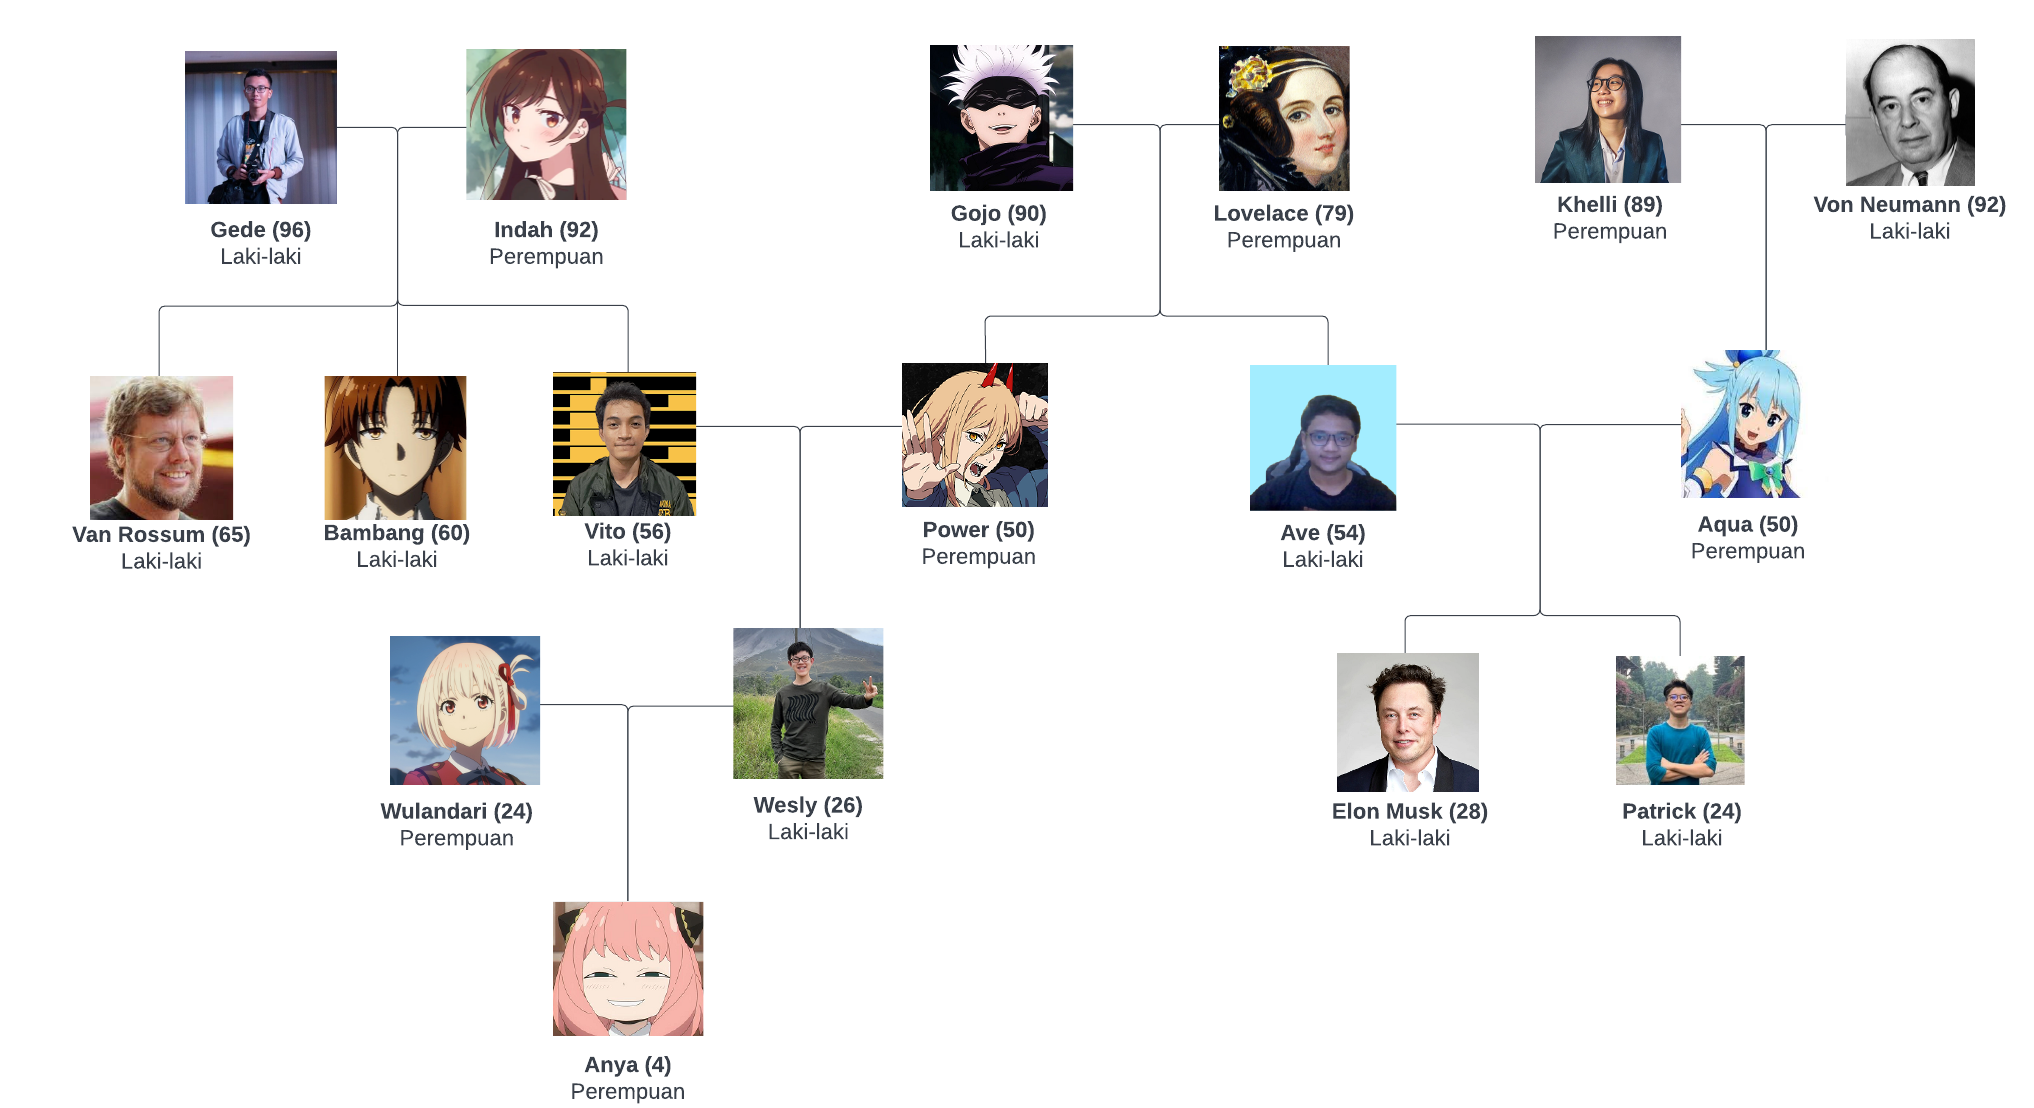 Gede (96)
Laki-laki
Indah (92)
Perempuan
Gojo (90)
Laki-laki
Lovelace (79)
Perempuan
Khelli (89)
Perempuan
Von Neumann (92)
Laki-laki
Van Rossum (65)
Laki-laki
Bambang (60)
Laki-laki
Vito (56)
Laki-laki
Power (50)
Perempuan
Ave (54)
Laki-laki
Aqua (50)
Perempuan
Wulandari (24)
Perempuan
Wesly (26)
Laki-laki
Elon Musk (28)
Laki-laki
Patrick (24)
Laki-laki
Anya (4)
Perempuan